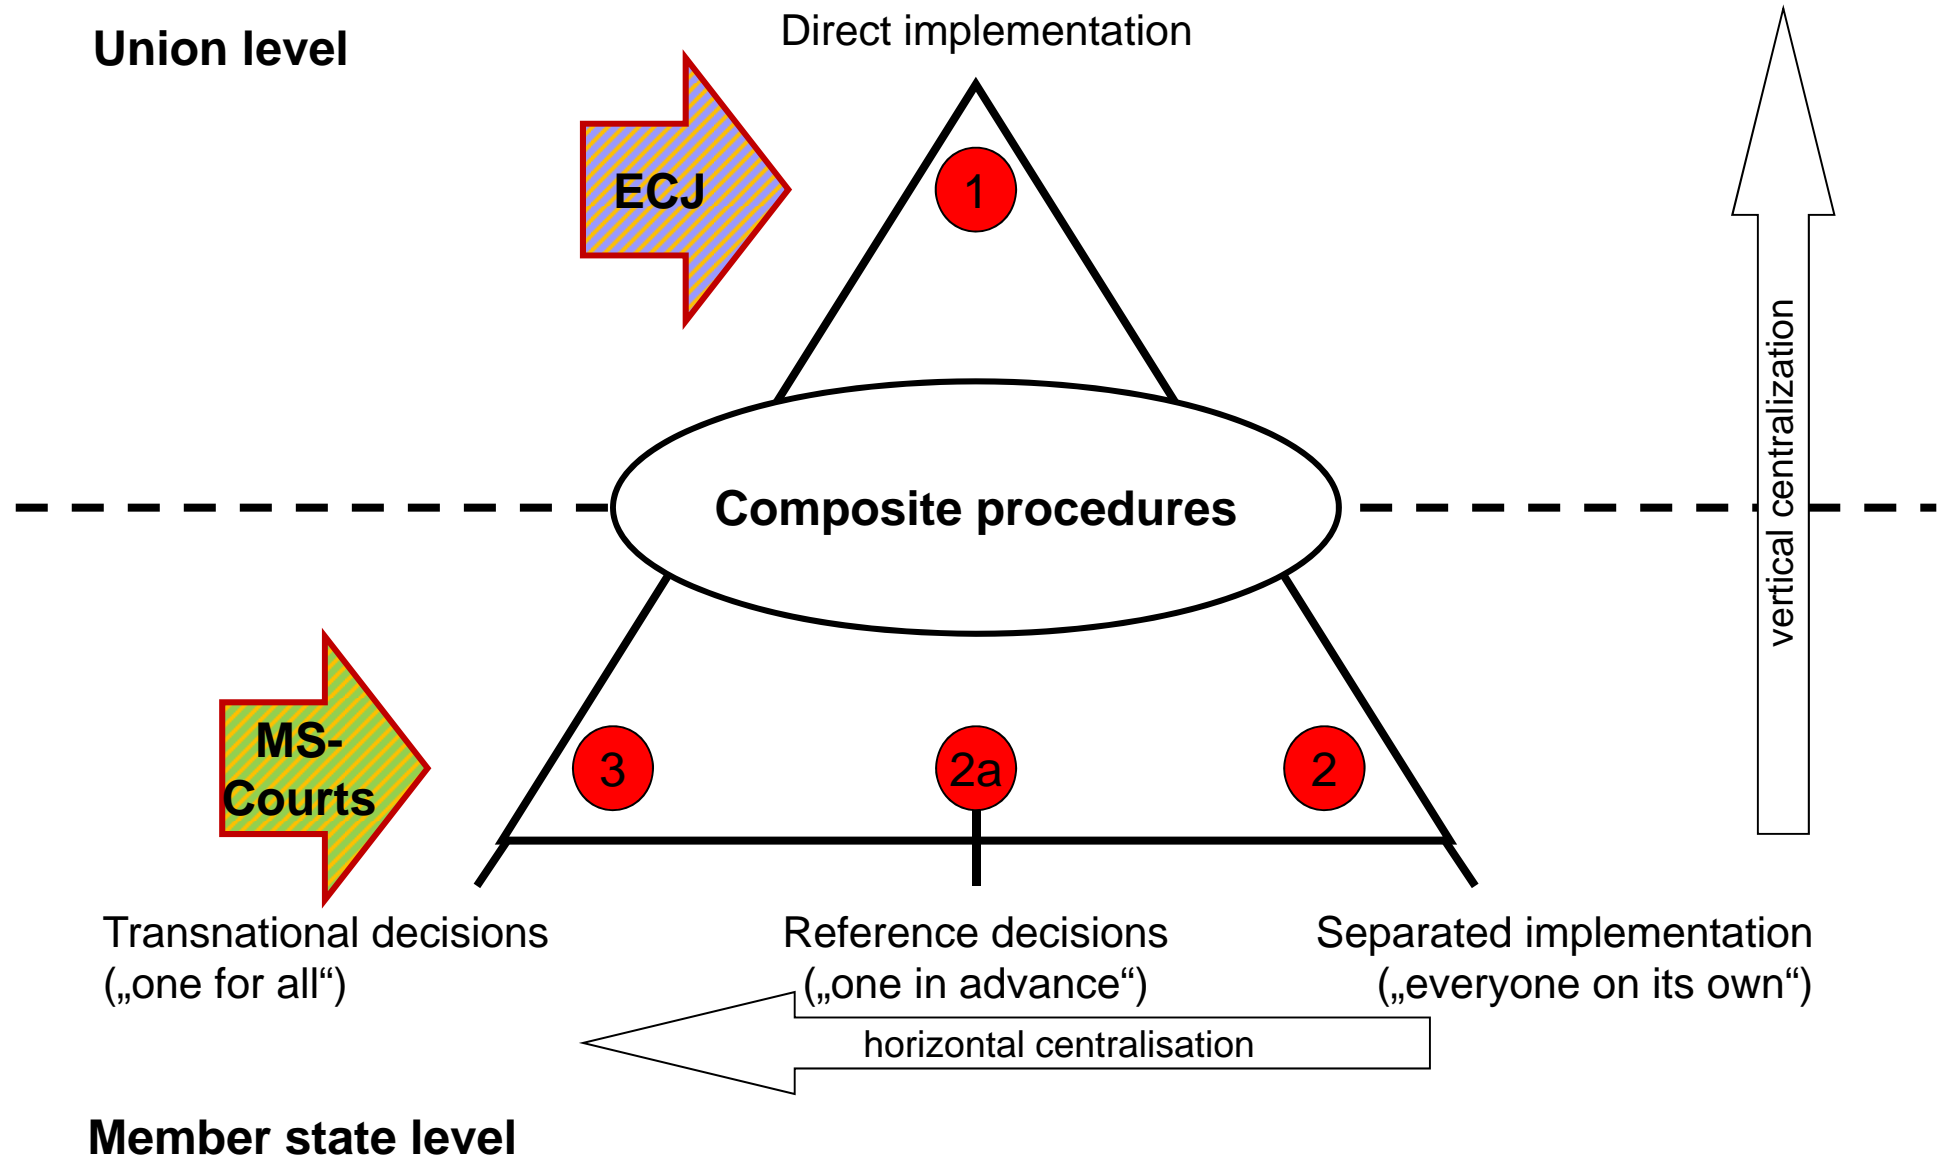 Union level
Direct implementation
ECJ
1
Composite procedures
vertical centralization
MS-
Courts
3
2a
2
Transnational decisions
(„one for all“)
Reference decisions
(„one in advance“)
Separated implementation
(„everyone on its own“)
horizontal centralisation
Member state level